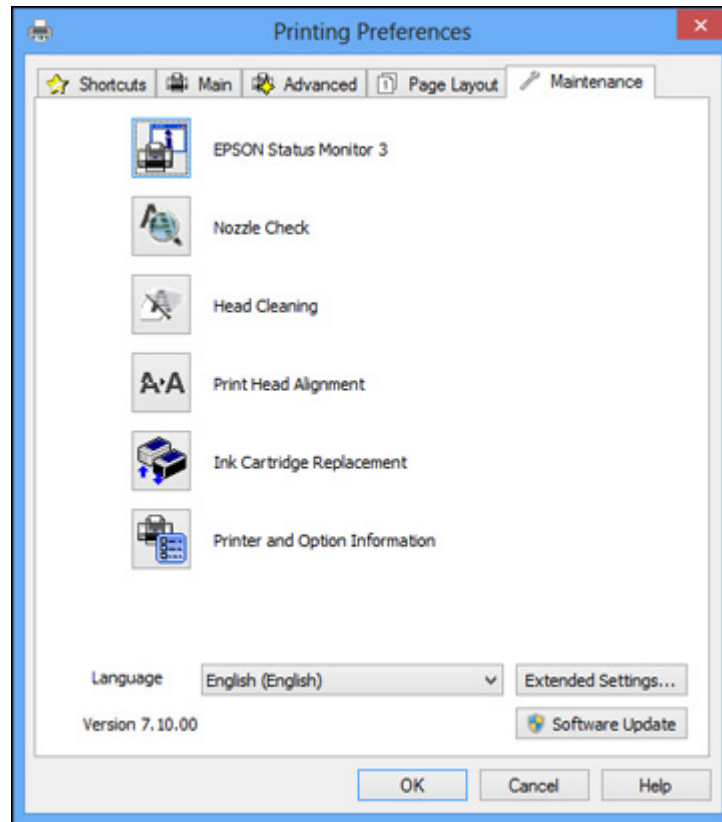 Printing Preferences
Shortcuts Main Advanced 1 Page Layout Maintenance
EPSON Status Monitor 3
Nozzle Check
Head Cleaning
A·A Print Head Alignment
Ink Cartridge Replacement
Printer and Option Information
Language English (English) Extended Settings...
Version 7.10.00 Software Update
OK Cancel Help